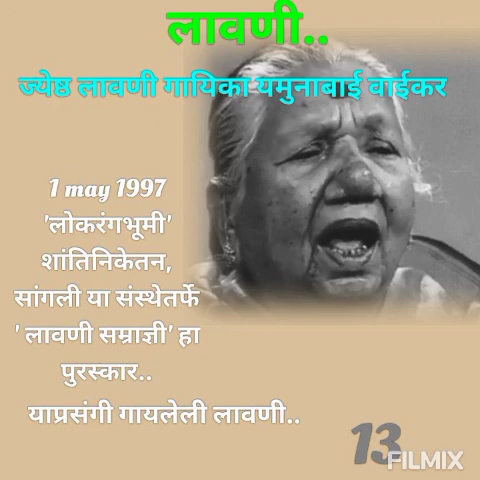 लावणी..
ज्येष्ठ लावणी गायिका यमुनाबाई वाईकर
1 may 1997
'लोकरंगभूमी'
शांतिनिकेतन,
सांगली या संस्थेतर्फे
' लावणी सम्राज्ञी' हा
पुरस्कार..
याप्रसंगी गायलेली लावणी..
13
FILMIX